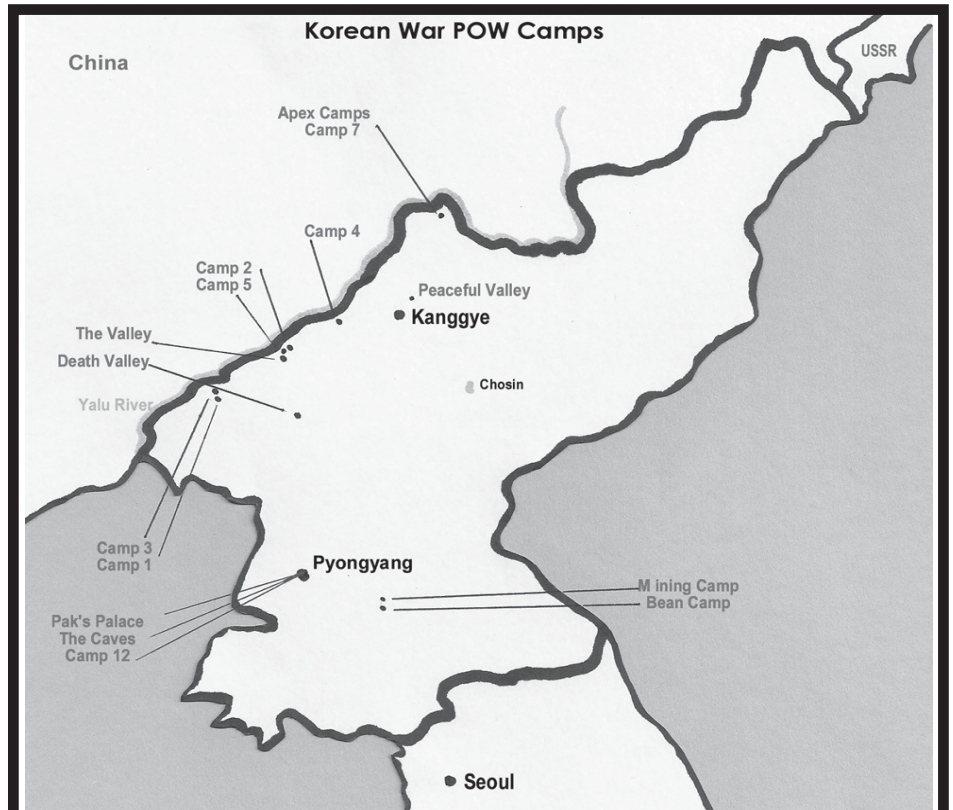 Korean War POW Camps
China
USSR
Apex Camps
Camp 7
Camp 4
Camp 2
Camp 5
Peaceful Valley
Kanggye
The Valley
Death Valley
Chosin
Yalu River
Camp 3
Camp 1
Pyongyang
M ining Camp
Bean Camp
Pak's Palace
The Caves
Camp 12
Seoul